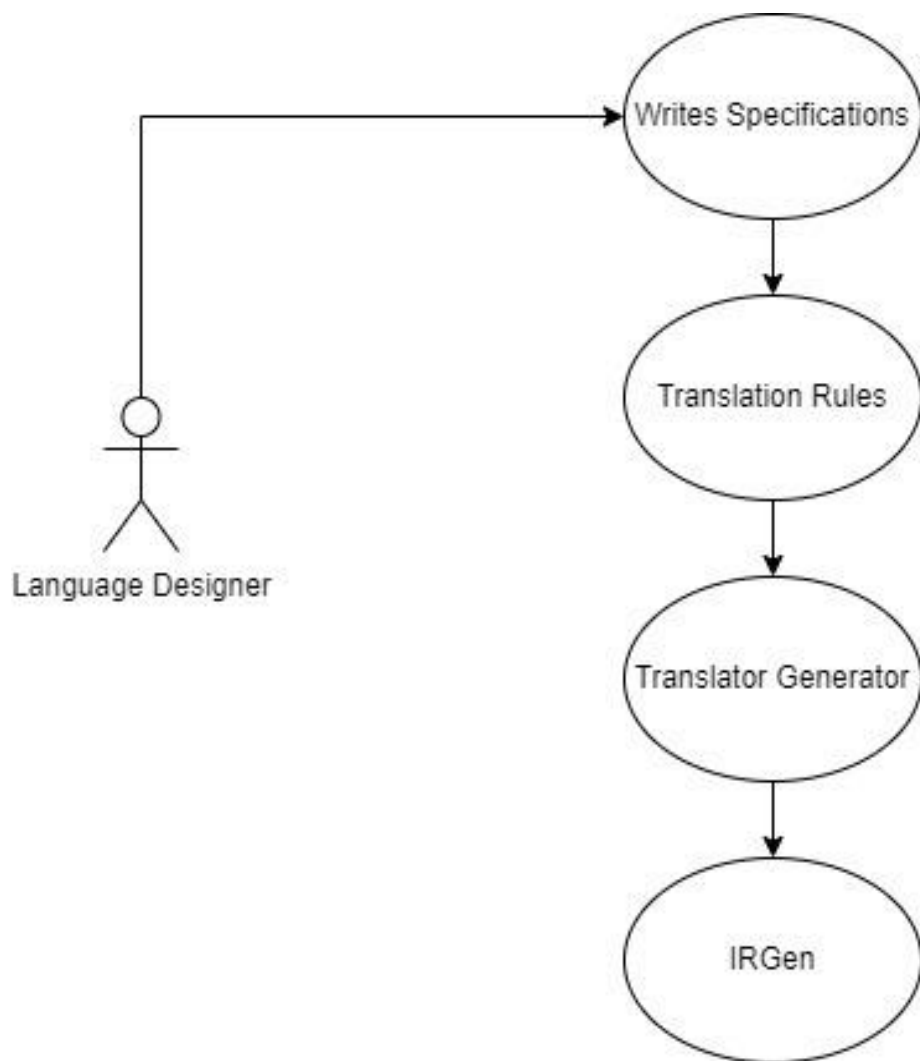 Writes Specifications
Translation Rules
Language Designer
Translator Generator
IRGen